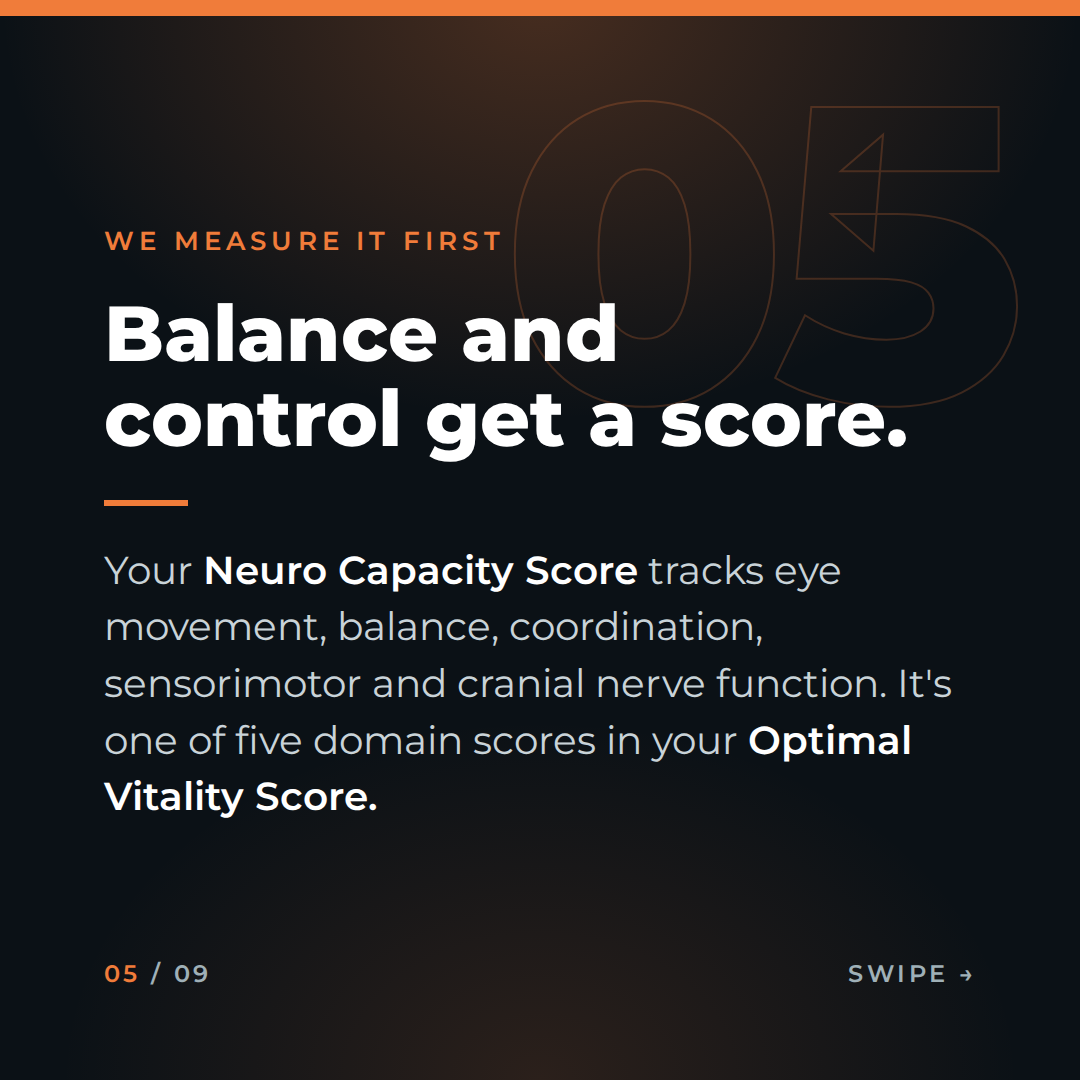 05
WE MEASURE IT FIRST
Balance and
control get a score.
Your Neuro Capacity Score tracks eye
movement, balance, coordination,
sensorimotor and cranial nerve function. It's
one of five domain scores in your Optimal
Vitality Score.
05 / 09
SWIPE →